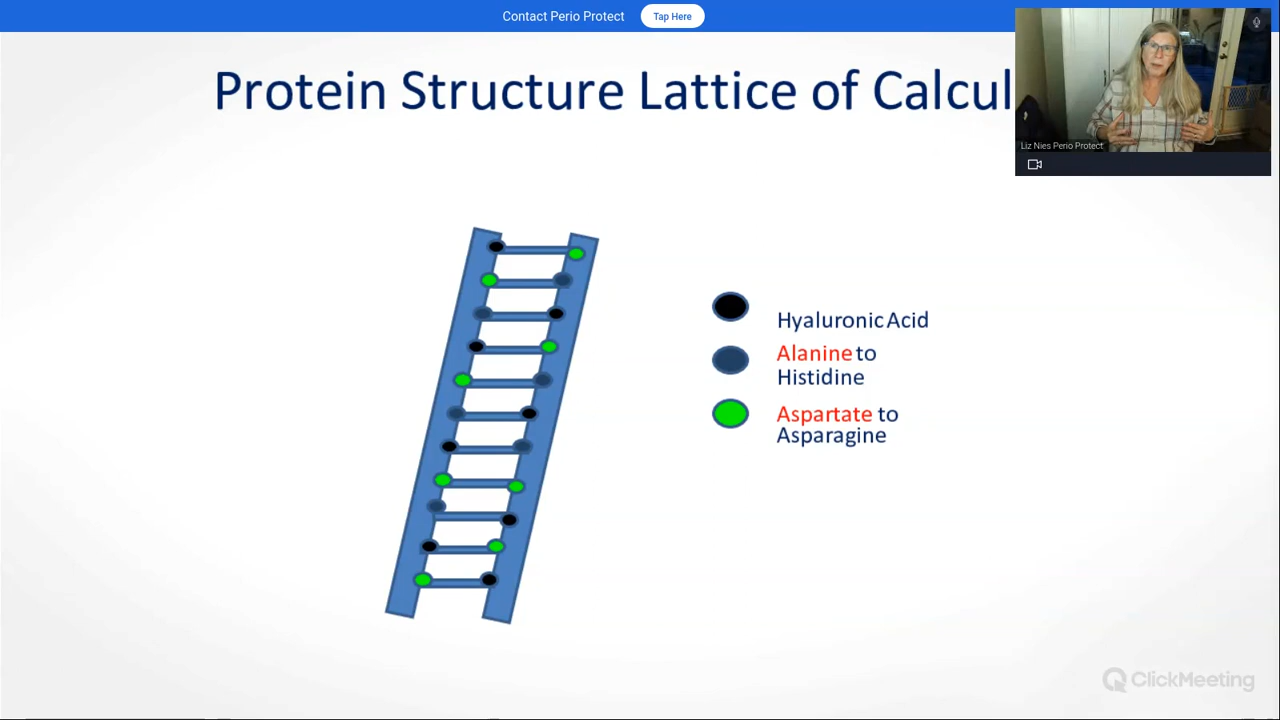 Contact Perio Protect Tap Here
Protein Structure Lattice of Calcul
Liz Nies Perio Protect
Hyaluronic Acid
Alanine to
Histidine
Aspartate to
Asparagine
ClickMeeting